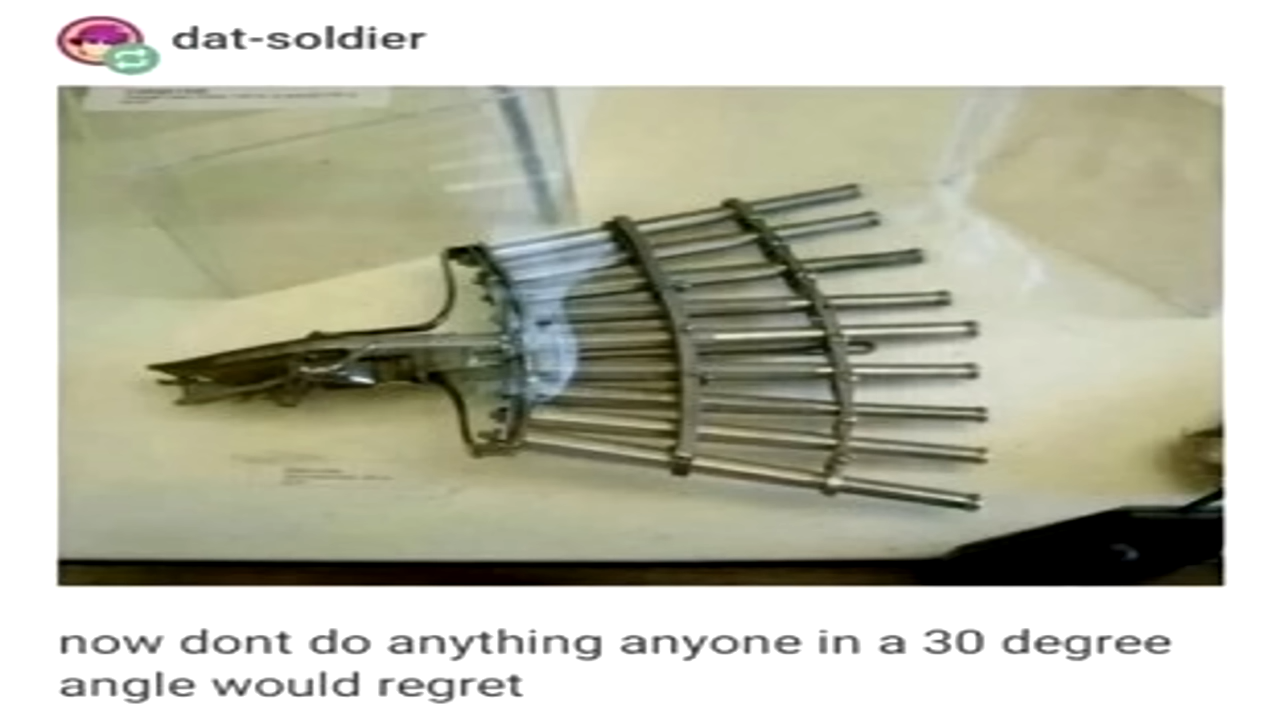 dat-soldier
now dont do anything anyone in a 30 degree
angle would regret